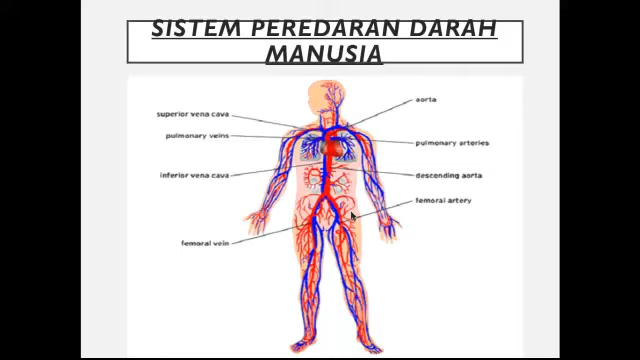 SISTEM PEREDARAN DARAH
MANUSIA
superior vena cava
aorta
pulmonary veins
pulmonary arteries
inferior vena cava
descending aorta
femoral artery
femoral vein